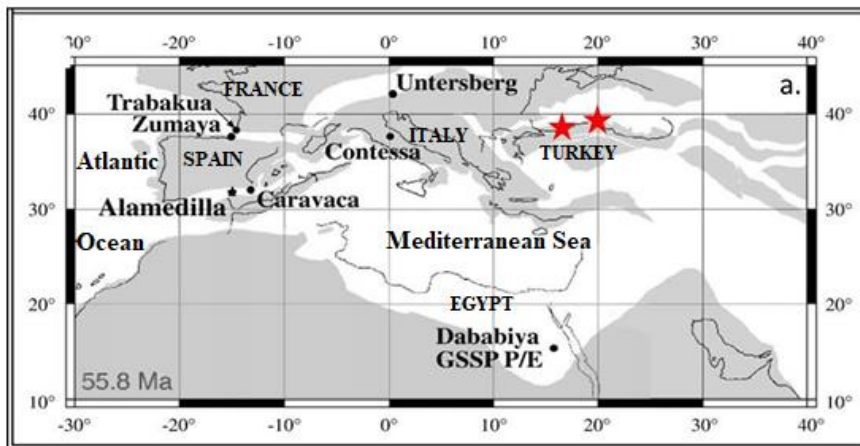 30° -20° -10° 0° 10° 20° 30° 40°
a.
FRANCE
Untersberg
40° 40°
Trabakua
Zumaya
ITALY
Contessa
TURKEY
Atlantic
SPAIN
Alamedilla
Caravaca
30° 30°
Ocean
Mediterranean Sea
EGYPT
20° 20°
Dababiya
GSSP P/E
55.8 Ma
10° 10°
-30° -20° -10° 0° 10° 20° 30° 40°